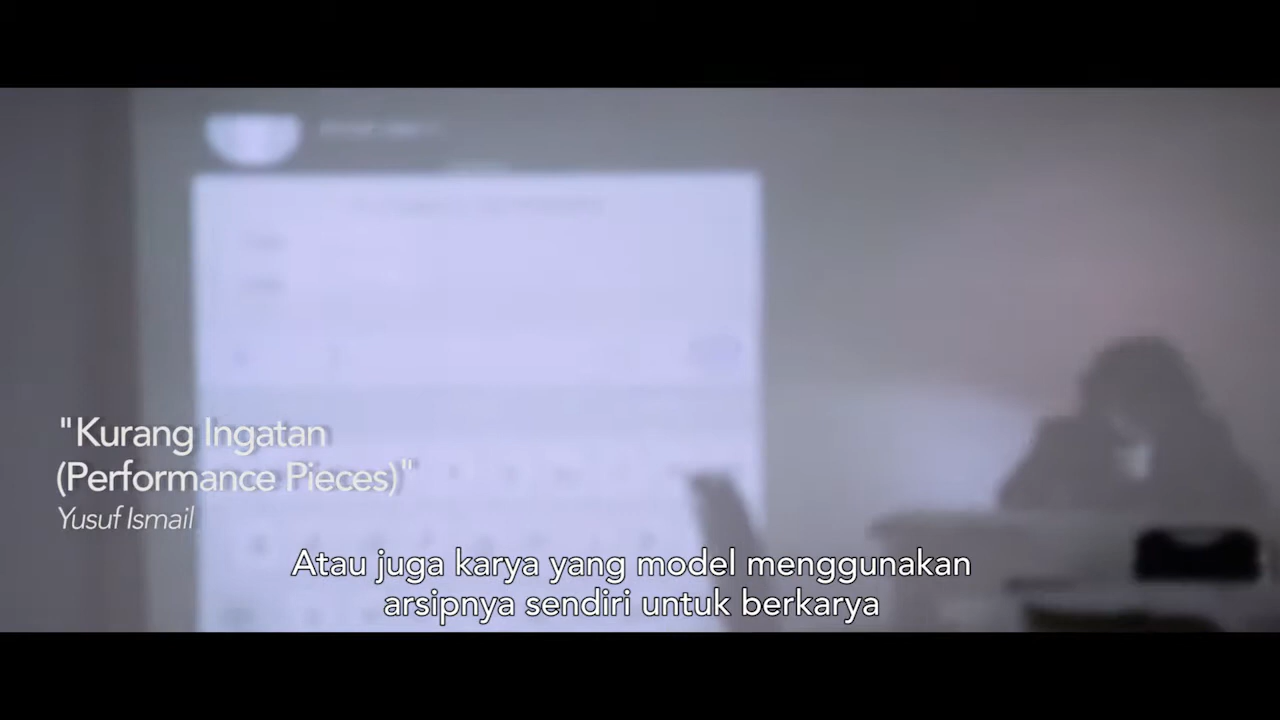 "Kurang Ingatan
(Performance Pieces)"
Yusuf Ismail
Atau juga karya yang model menggunakan
arsipnya sendiri untuk berkarya